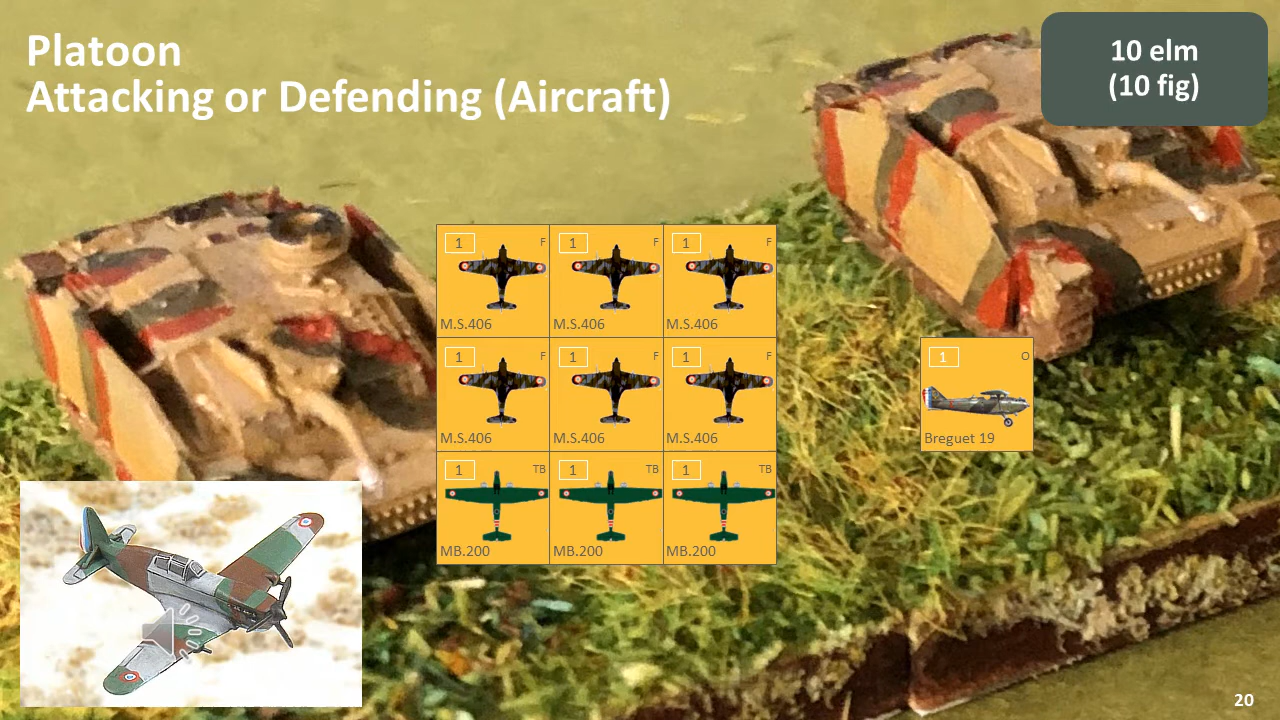 Platoon
Attacking or Defending (Aircraft)
10 elm
(10 fig)
1 F 1 F 1 F
M.S.406 M.S.406 M.S.406
1 F 1 F 1 F 1 O
M.S.406 M.S.406 M.S.406 Breguet 19
1 TB 1 TB 1 TB
MB.200 MB.200 MB.200
20